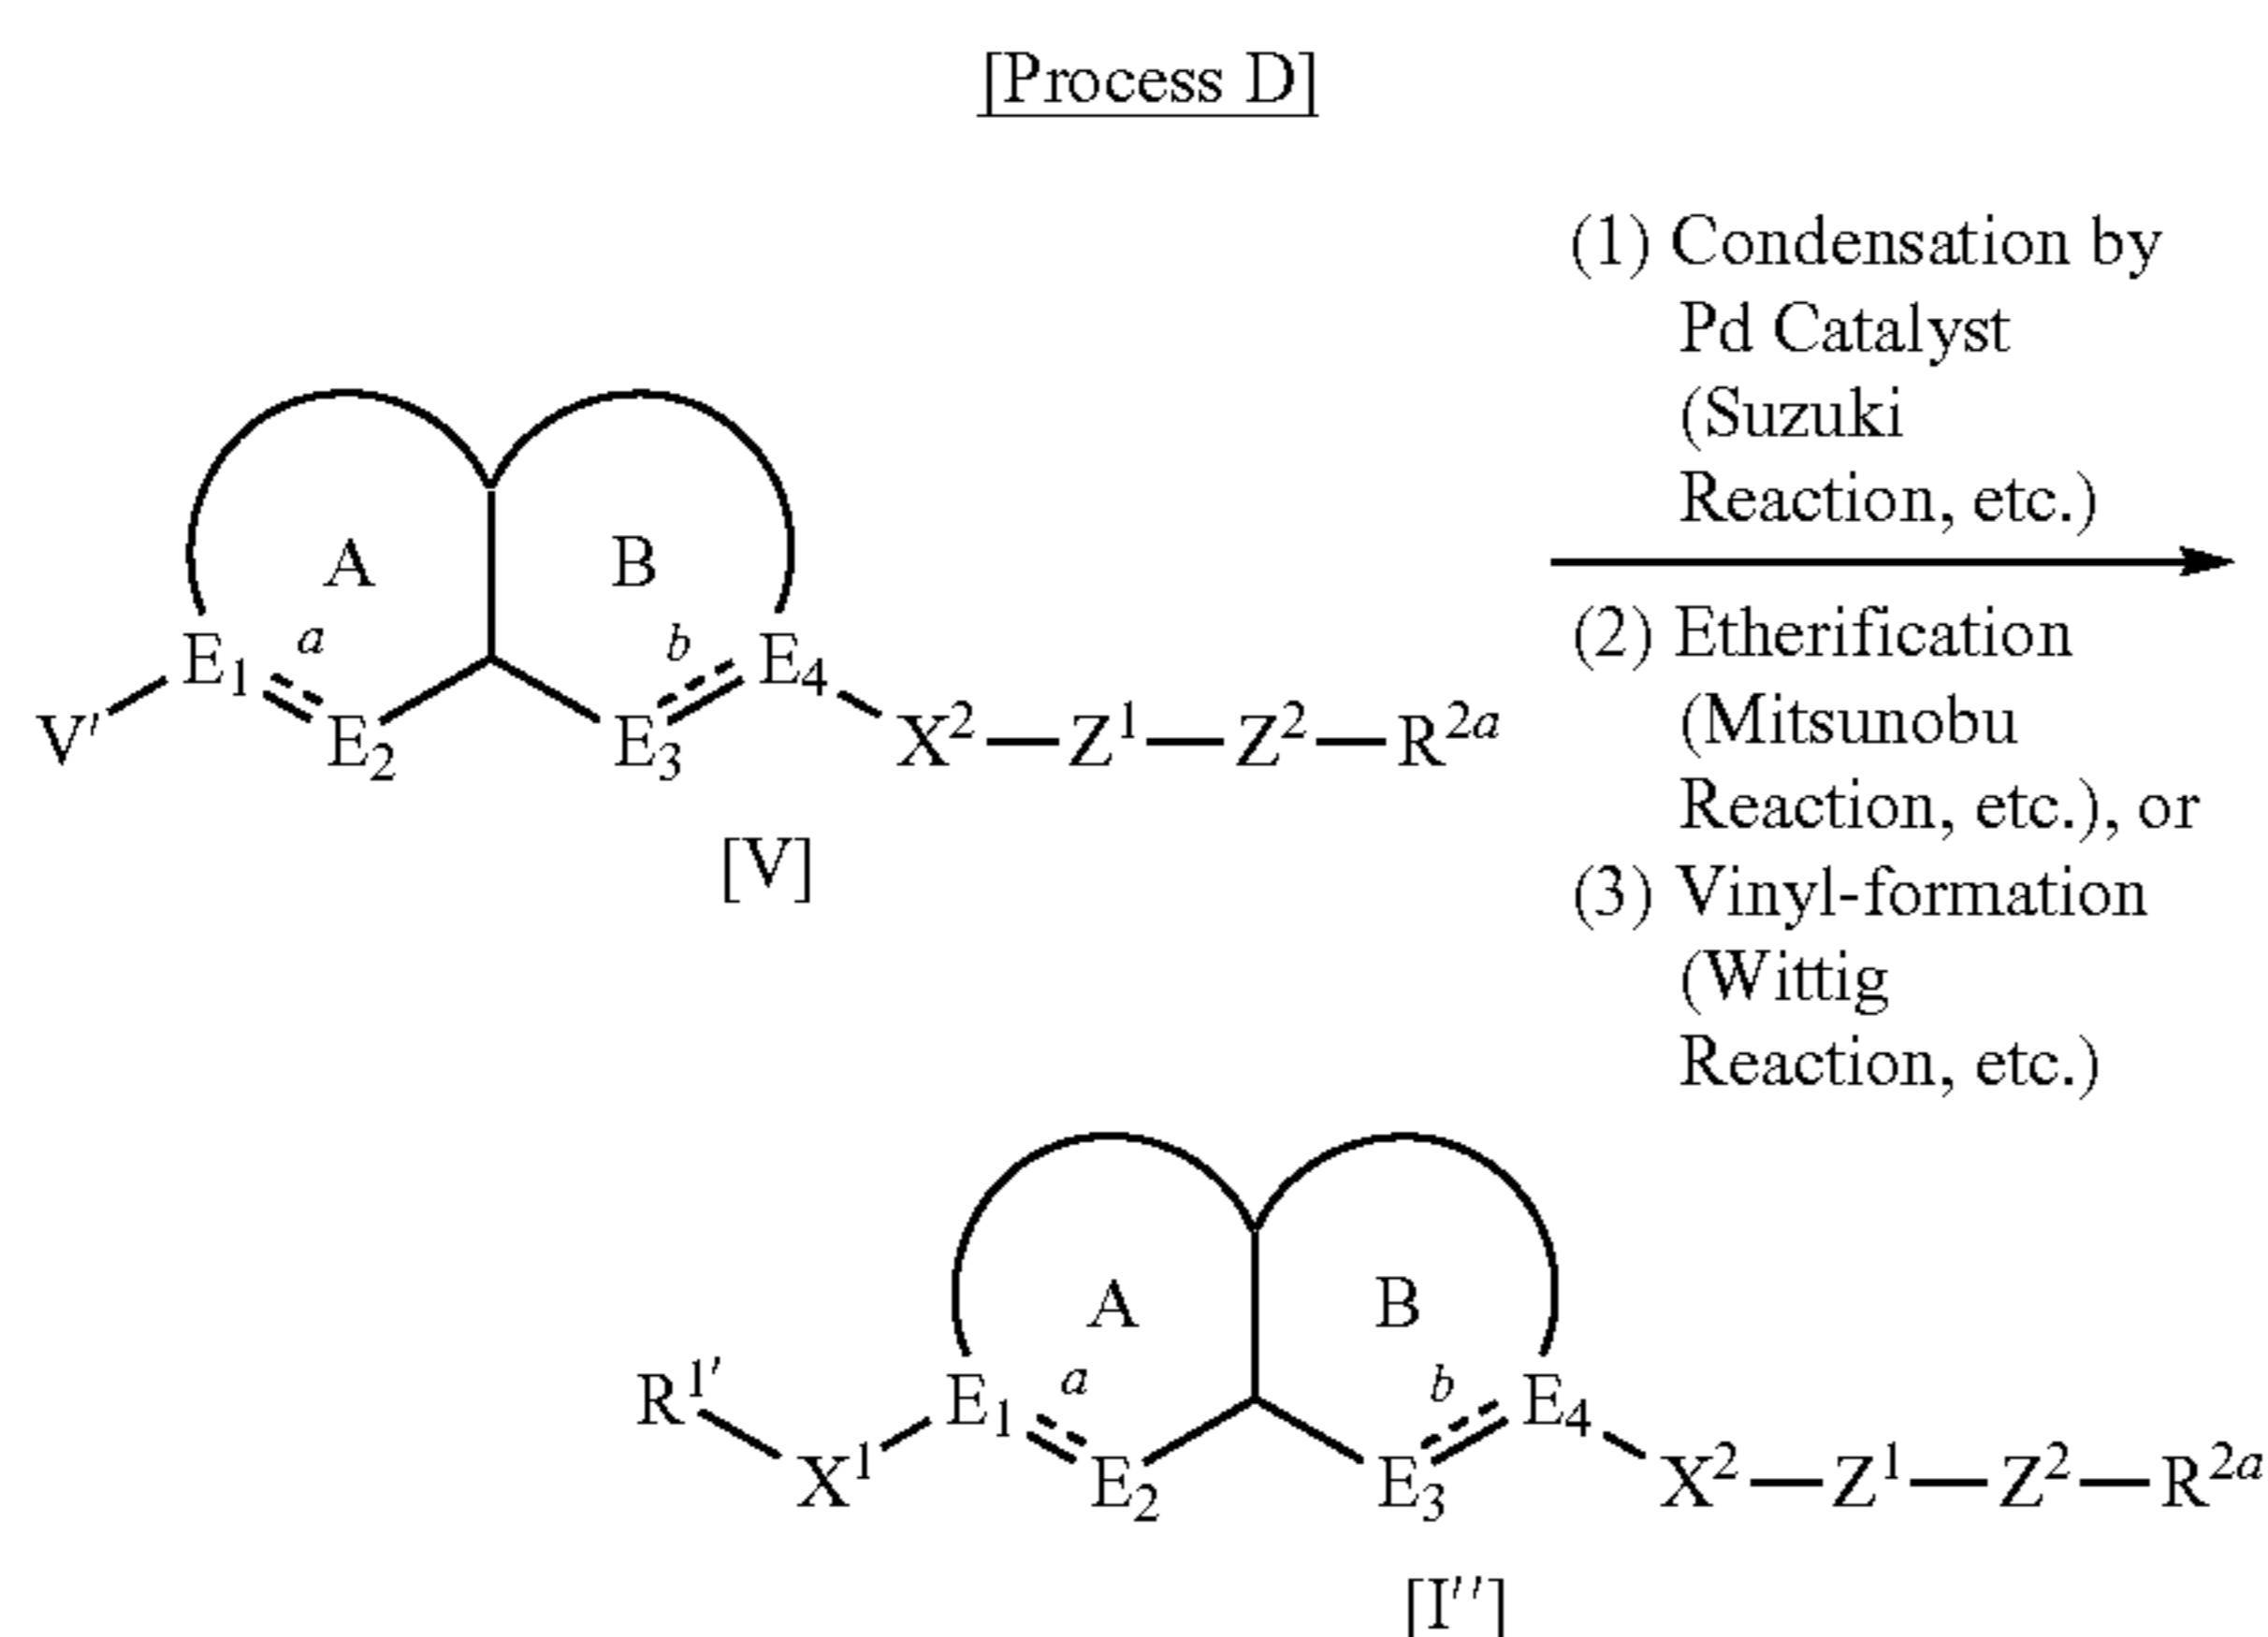 [Process D]
(1) Condensation by
Pd Catalyst
(Suzuki
Reaction, etc.)
(2) Etherification
(Mitsunobu
Reaction, etc.), or
(3) Vinyl-formation
(Wittig
Reaction, etc.)
A B
E1 a b E4
V' E2 E3 X2—Z1—Z2—R2a
[V]
A B
R1' E1 a b E4
X1 E2 E3 X2—Z1—Z2—R2a
[I'']